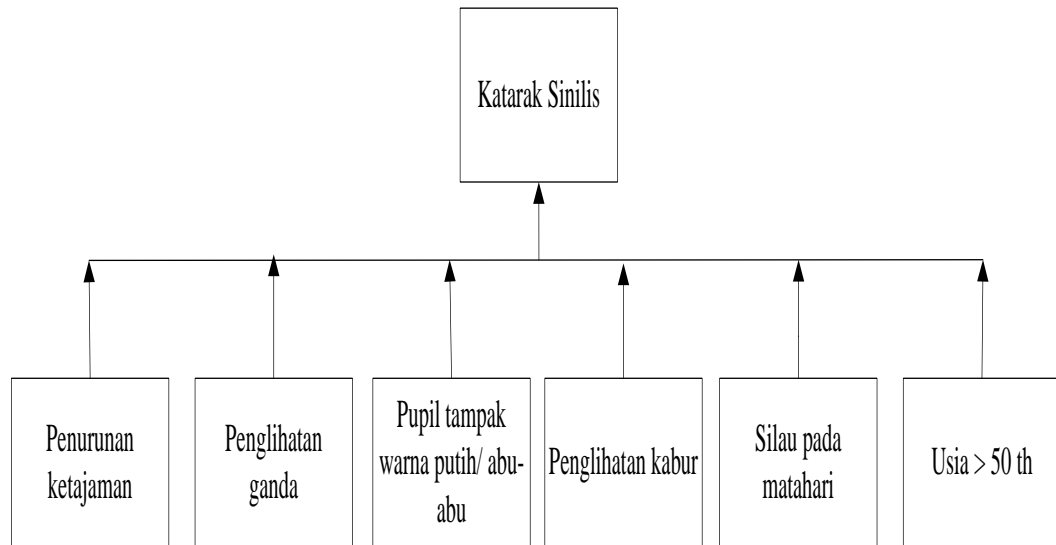 Katarak Sinilis
Penurunan
ketajaman
Penglihatan
ganda
Pupil tampak
warna putih/ abu-
abu
Penglihatan kabur
Silau pada
matahari
Usia > 50 th